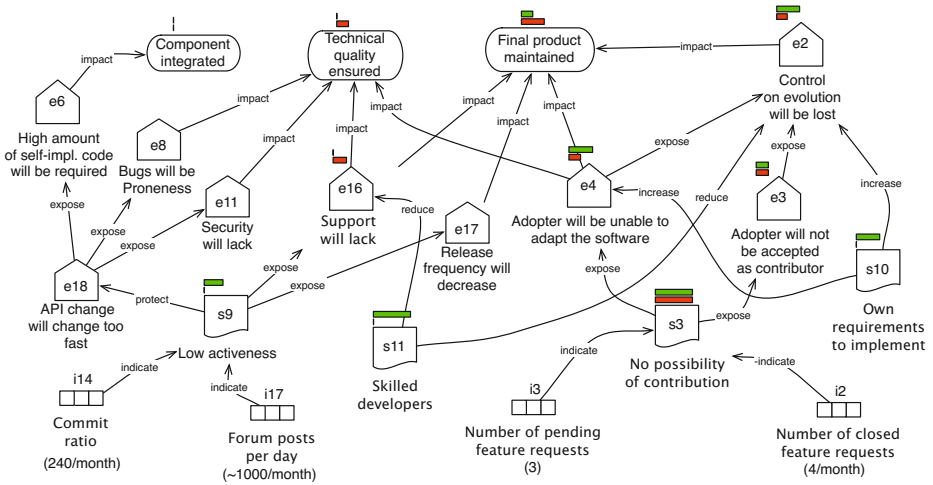 Component
integrated
Technical
quality
ensured
Final product
maintained
e2
impact
impact
Control
on evolution
will be lost
e6
High amount
of self-impl. code
will be required
e8
Bugs will be
Proneness
impact
impact
impact
impact
impact
impact
impact
expose
expose
e11
Security
will lack
e16
Support
will lack
reduce
e17
Release
frequency will
decrease
e4
Adopter will be unable to
adapt the software
increase
reduce
e3
Adopter will not
be accepted
as contributor
increase
expose
expose
expose
expose
expose
expose
expose
e18
API change
will change too
fast
protect
s9
Low activeness
s11
Skilled
developers
s3
No possibility
of contribution
s10
Own
requirements
to implement
indicate
indicate
indicate
-indicate
i14
Commit
ratio
(240/month)
i17
Forum posts
per day
(~1000/month)
i3
Number of pending
feature requests
(3)
i2
Number of closed
feature requests
(4/month)